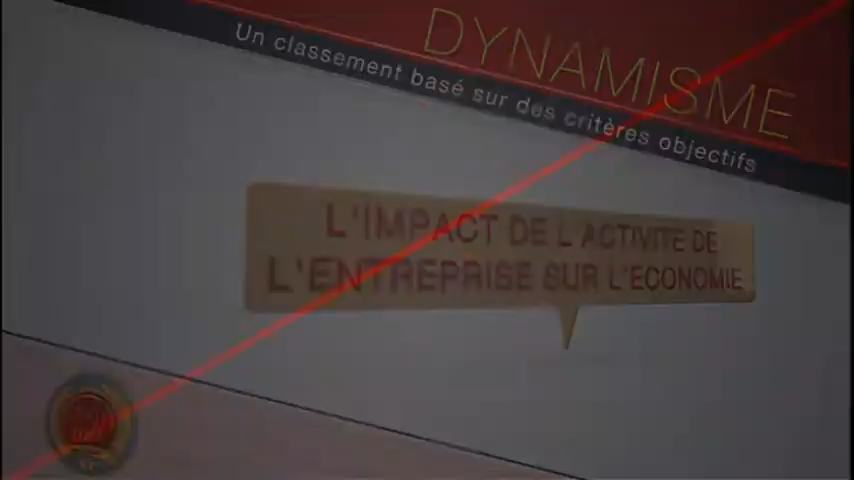 DYNAMISME
Un classement basé sur des critères objectifs
L'IMPACT DE L'ACTIVITE DE
L'ENTREPRISE SUR L'ECONOMIE